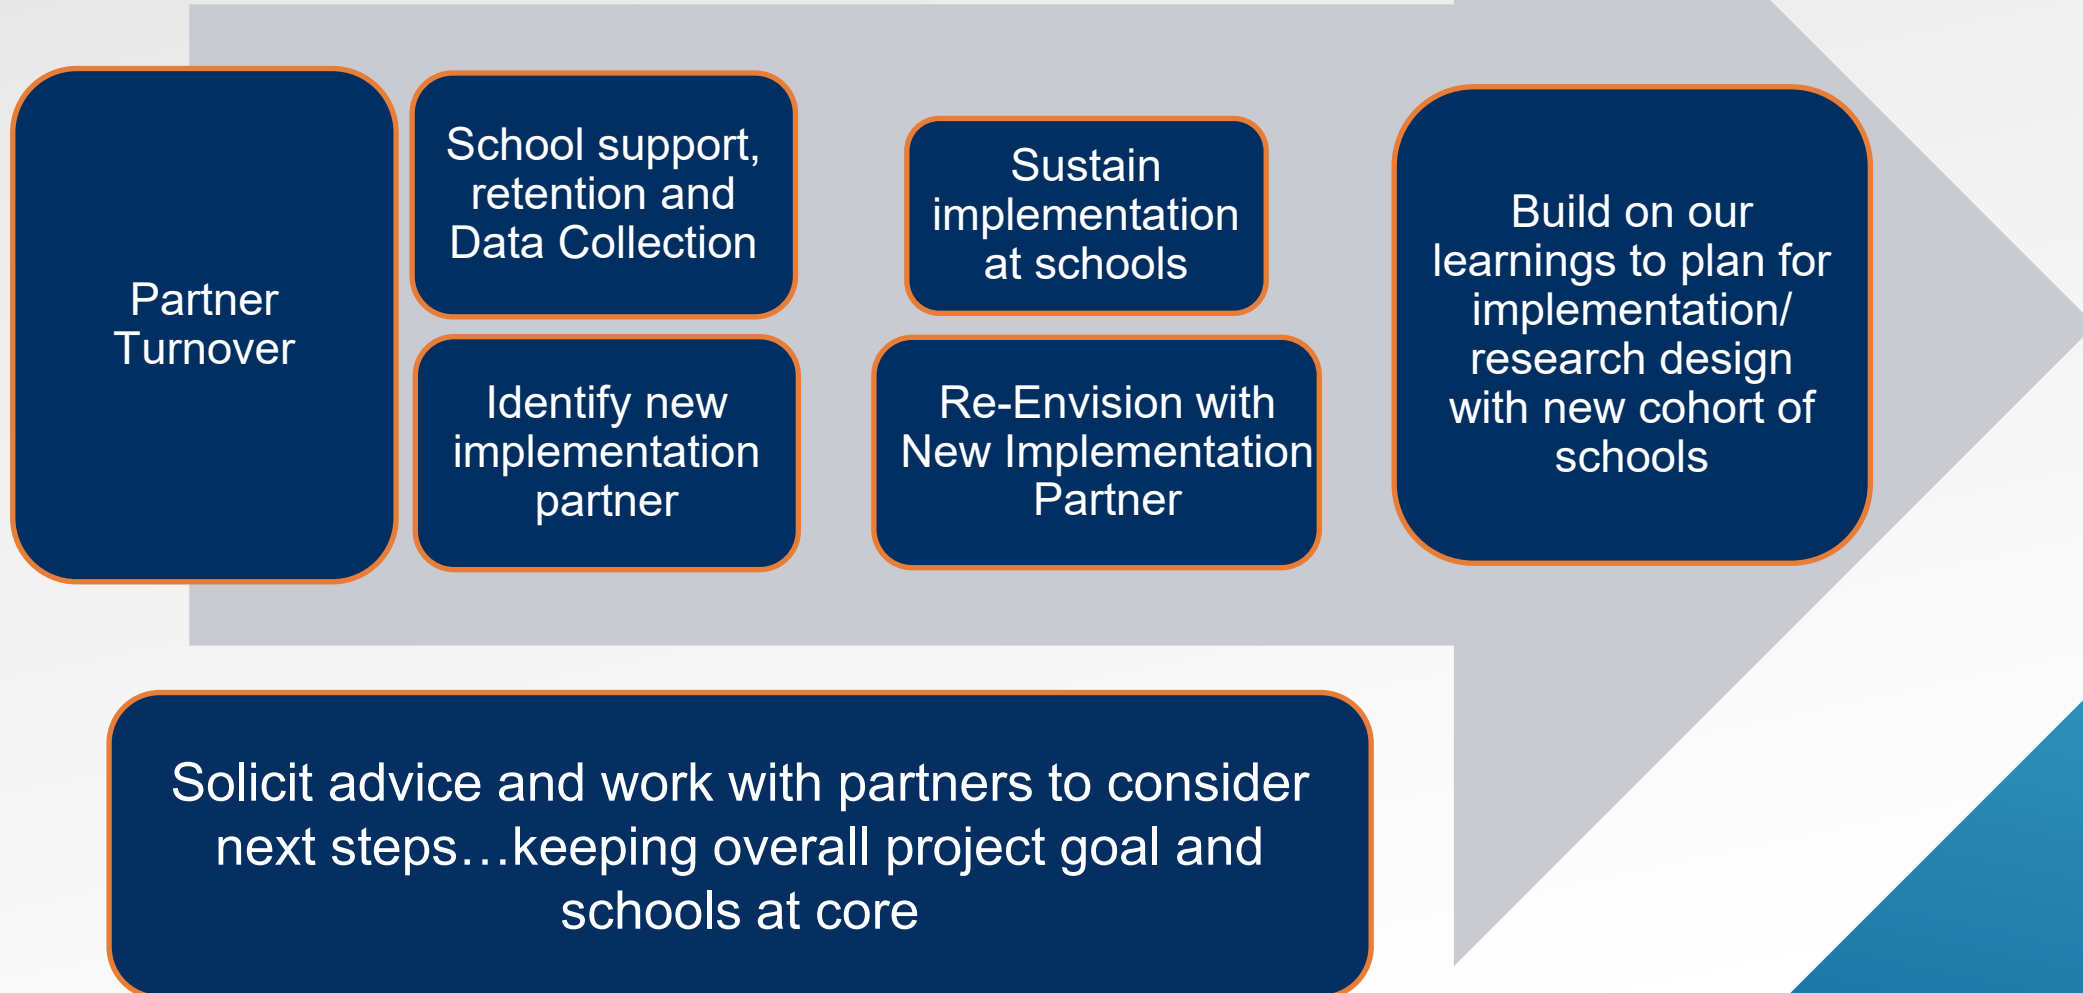 Partner
Turnover
School support,
retention and
Data Collection
Identify new
implementation
partner
Sustain
implementation
at schools
Re-Envision with
New Implementation
Partner
Build on our
learnings to plan for
implementation/
research design
with new cohort of
schools
Solicit advice and work with partners to consider
next steps…keeping overall project goal and
schools at core